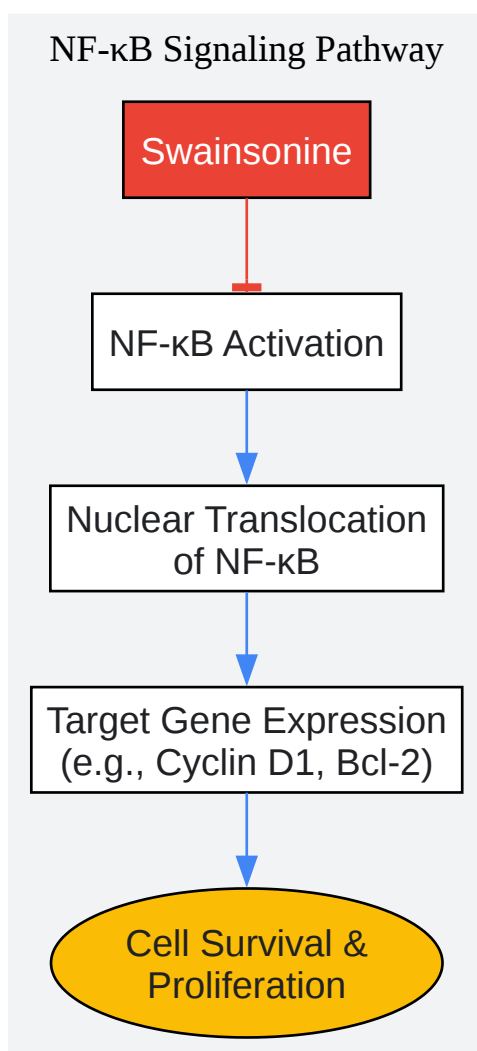 NF-κB Signaling Pathway
Swainsonine
NF-κB Activation
Nuclear Translocation
of NF-κB
Target Gene Expression
(e.g., Cyclin D1, Bcl-2)
Cell Survival &
Proliferation